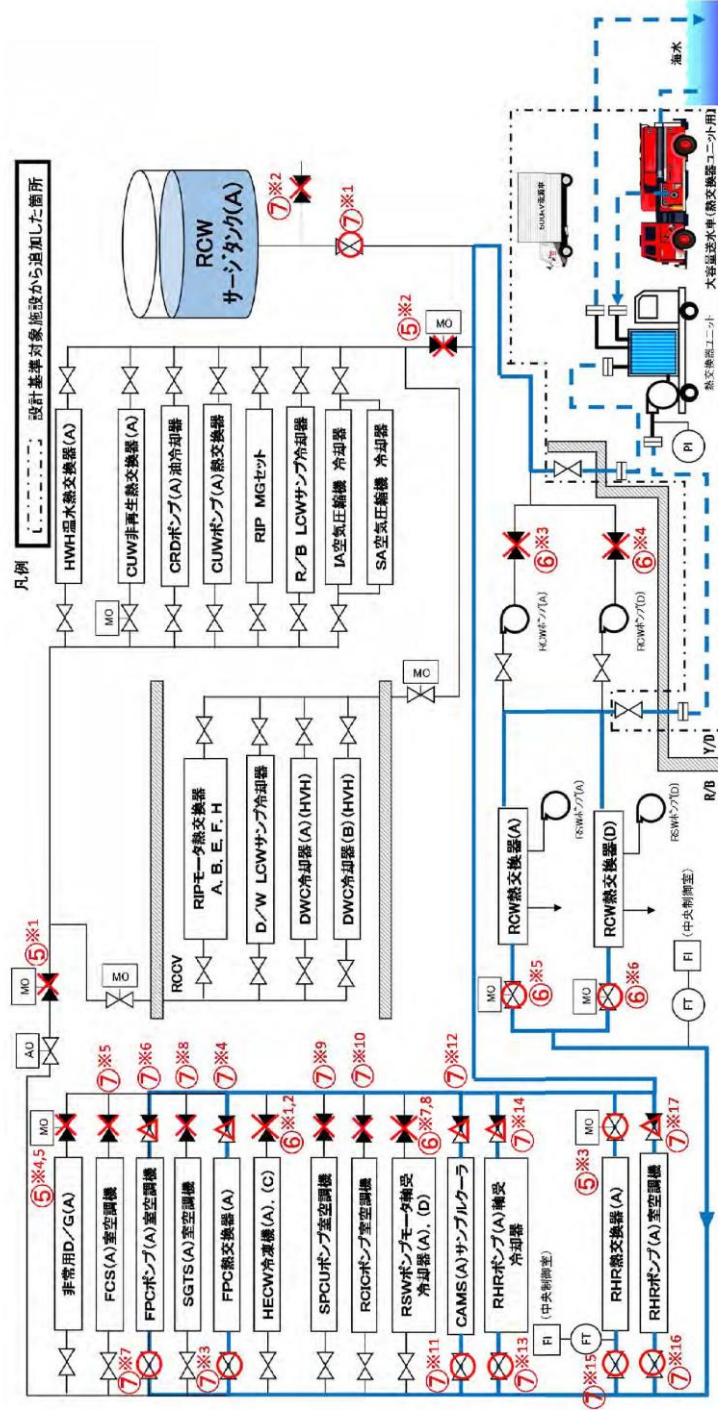 凡例
設計基準対象施設から追加した箇所
HWH温水熱交換器(A)
CUW非再生熱交換器(A)
CRDポンプ(A)油冷却器
CUWポンプ(A)熱交換器
RIP MGセット
R/B LCWサンプ冷却器
IA空気圧縮機 冷却器
SA空気圧縮機 冷却器
MO
MO
⑤※2
RCW
サージタンク(A)
⑦※2
⑦※1
RCCV
RIPモータ熱交換器
A, B, E, F, H
D/W LCWサンプ冷却器
DWC冷却器(A)(HVH)
DWC冷却器(B)(HVH)
MO
MO
AO
MO
⑤※1
非常用D/G(A)
MO
⑤※4,5
FCS(A)室空調機
⑦※5
FPCポンプ(A)室空調機
⑦※7
⑦※6
SGTS(A)室空調機
⑦※8
FPC熱交換器(A)
⑦※3
⑦※4
HECW冷凍機(A), (C)
⑥※1,2
SPCUポンプ室空調機
⑦※9
RCICポンプ室空調機
⑦※10
RSWポンプモータ軸受
冷却器(A), (D)
⑥※7,8
CAMS(A)サンプルクーラ
⑦※11
⑦※12
RHRポンプ(A)軸受
冷却器
⑦※13
⑦※14
FI
(中央制御室)
FT
RHR熱交換器(A)
⑦※15
⑤※3
MO
RHRポンプ(A)室空調機
⑦※16
⑦※17
RCW熱交換器(A)
RSWポンプ(A)
MO
⑥※5
RCW熱交換器(D)
RSWポンプ(D)
MO
⑥※6
FT
FI
(中央制御室)
RCWポンプ(A)
⑥※3
RCWポンプ(D)
⑥※4
R/B
Y/D
PI
熱交換器ユニット
大容量送水車(熱交換器ユニット用)
海水